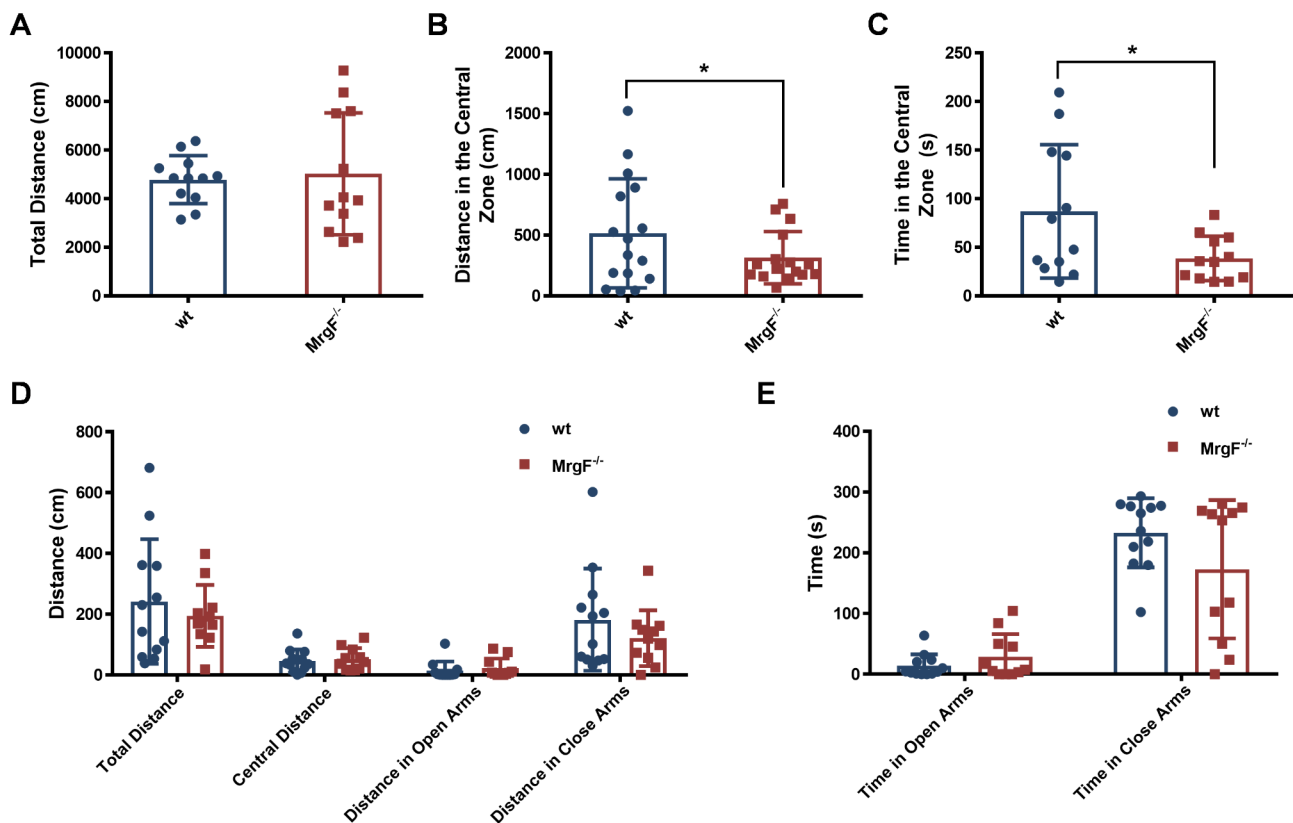 A
Total Distance (cm)
10000
8000
6000
4000
2000
0
wt
MrgF-/-
B
Distance in the Central
Zone (cm)
2000
1500
1000
500
0
*
wt
MrgF-/-
C
Time in the Central
Zone (s)
250
200
150
100
50
0
*
wt
MrgF-/-
D
Distance (cm)
800
600
400
200
0
wt
MrgF-/-
Total Distance
Central Distance
Distance in Open Arms
Distance in Close Arms
E
Time (s)
400
300
200
100
0
wt
MrgF-/-
Time in Open Arms
Time in Close Arms